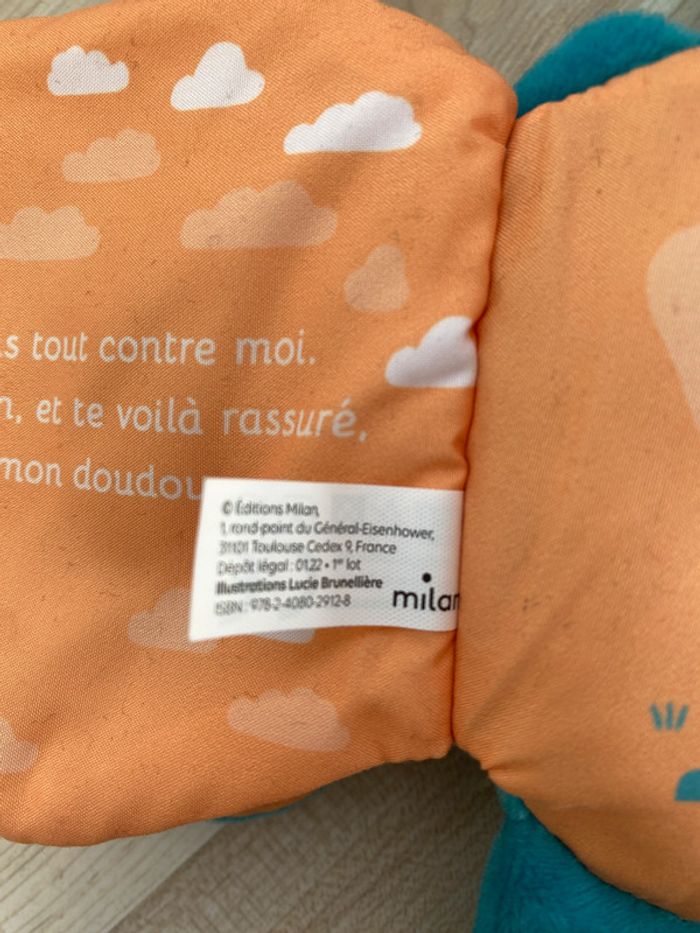 s tout contre moi.
n, et te voilà rassuré,
mon doudou
© Éditions Milan,
1, rond-point du Général-Eisenhower,
31101 Toulouse Cedex 9, France
Dépôt légal : 01.22 • 1er lot
Illustrations Lucie Brunellière
ISBN : 978-2-4080-2912-8
milan